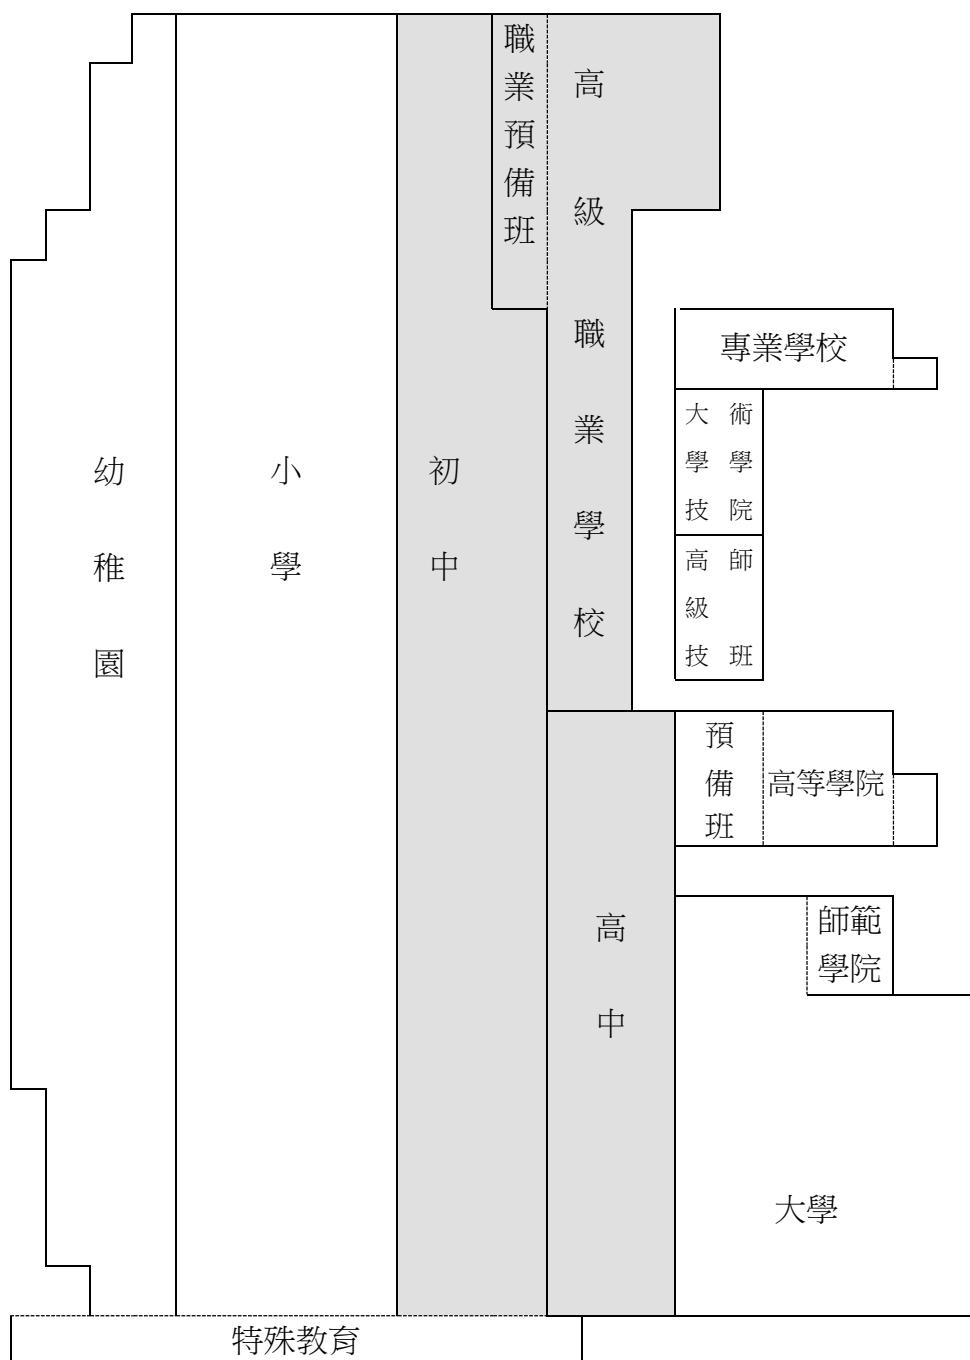 幼稚園
小學
初中
職業預備班
高級職業學校
專業學校
大 術
學 學
技 院
高 師
級
技 班
預備班
高等學院
高中
師範
學院
大學
特殊教育